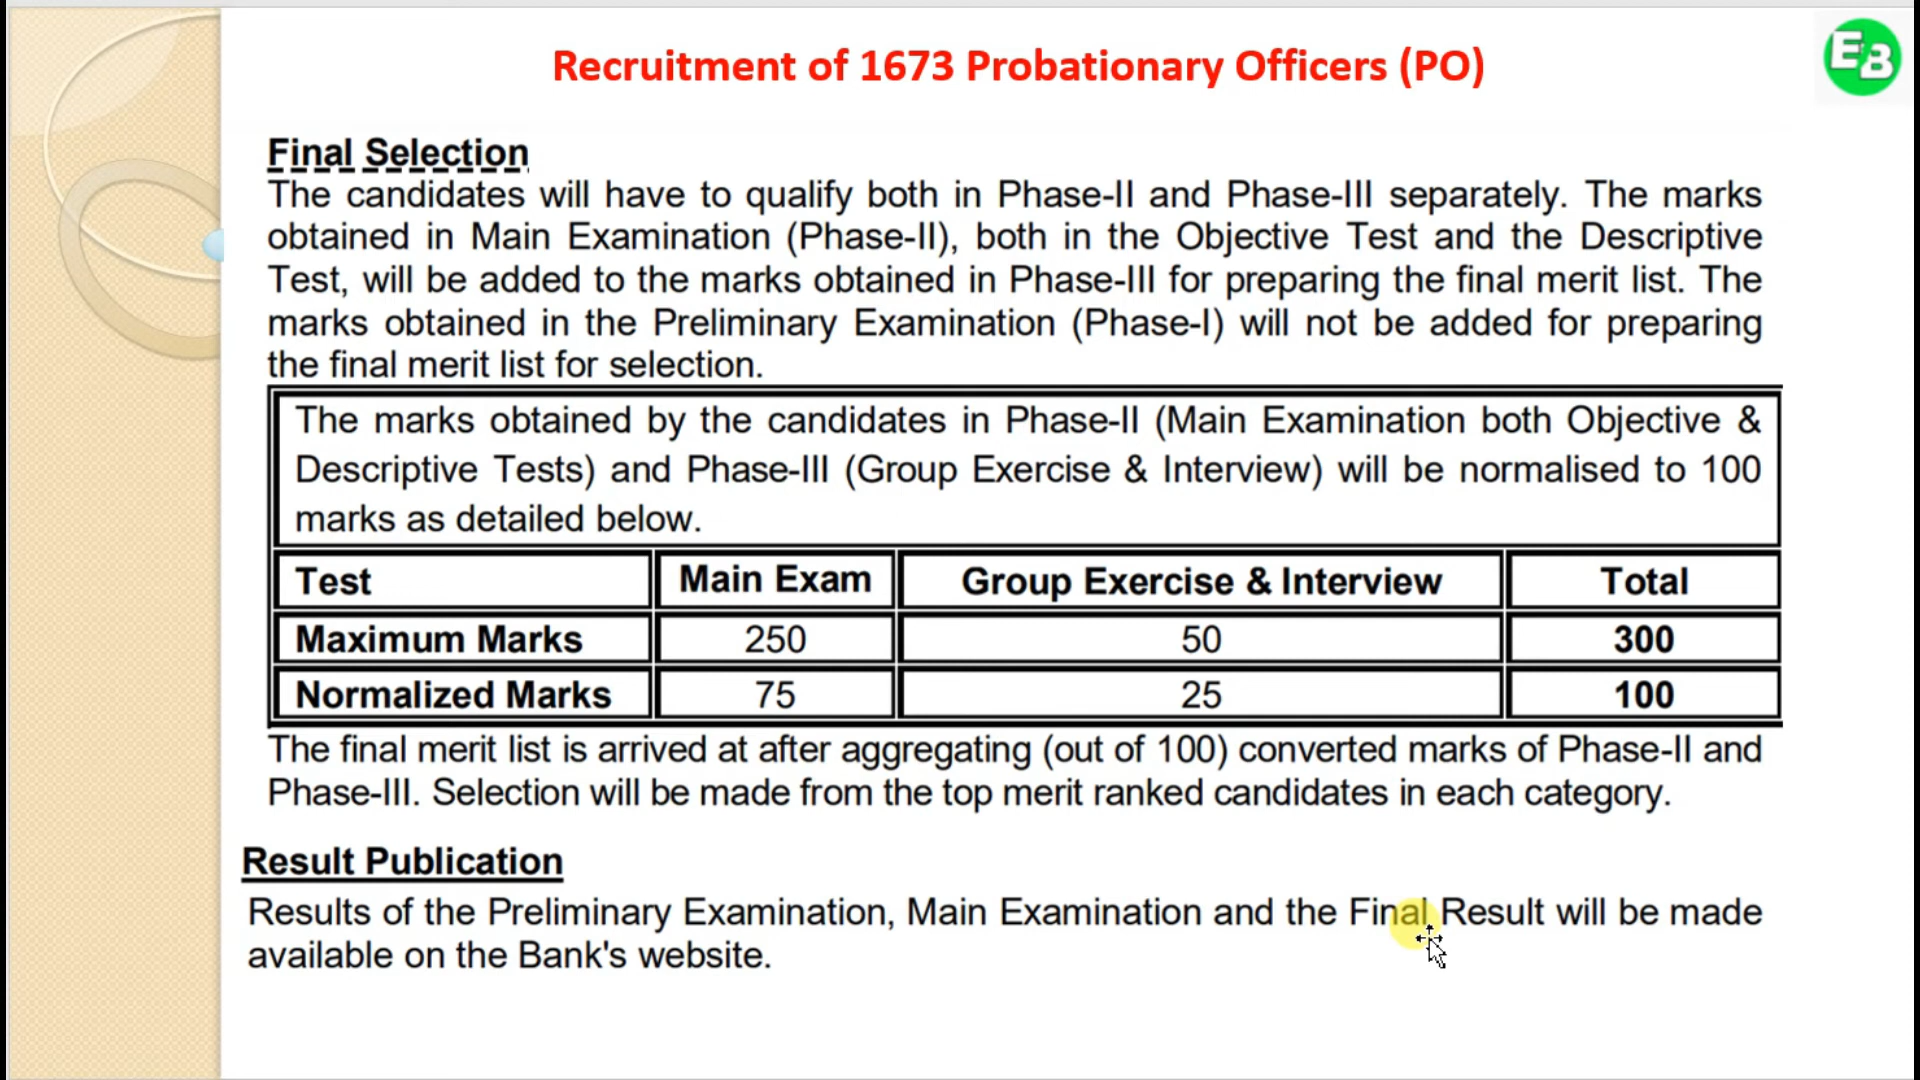 Recruitment of 1673 Probationary Officers (PO)
EB
Final Selection
The candidates will have to qualify both in Phase-II and Phase-III separately. The marks
obtained in Main Examination (Phase-II), both in the Objective Test and the Descriptive
Test, will be added to the marks obtained in Phase-III for preparing the final merit list. The
marks obtained in the Preliminary Examination (Phase-I) will not be added for preparing
the final merit list for selection.
The marks obtained by the candidates in Phase-II (Main Examination both Objective &
Descriptive Tests) and Phase-III (Group Exercise & Interview) will be normalised to 100
marks as detailed below.
Test Main Exam Group Exercise & Interview Total
Maximum Marks 250 50 300
Normalized Marks 75 25 100
The final merit list is arrived at after aggregating (out of 100) converted marks of Phase-II and
Phase-III. Selection will be made from the top merit ranked candidates in each category.
Result Publication
Results of the Preliminary Examination, Main Examination and the Final Result will be made
available on the Bank's website.